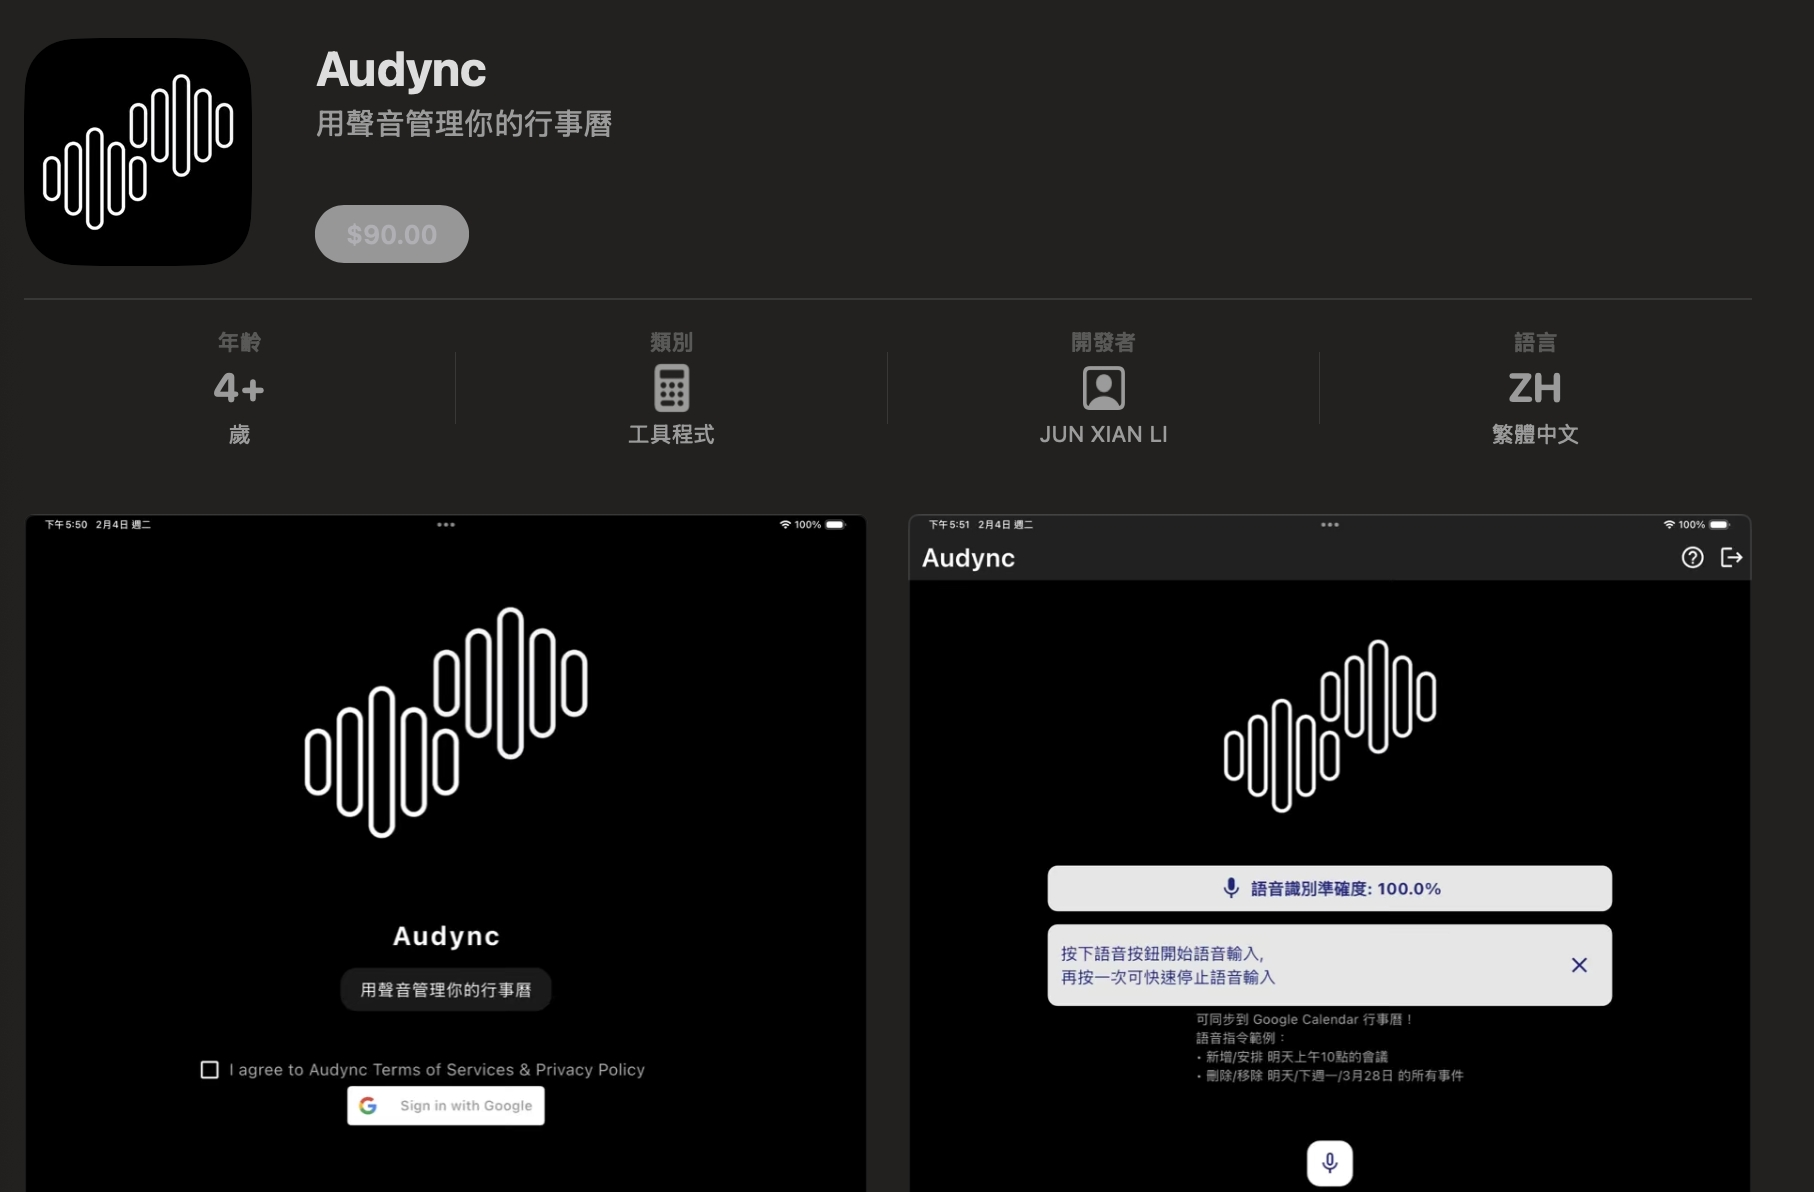 Audync
用聲音管理你的行事曆
$90.00
年齡
4+
歲
類別
工具程式
開發者
JUN XIAN LI
語言
ZH
繁體中文
下午5:50 2月4日 週二
100%
Audync
用聲音管理你的行事曆
I agree to Audync Terms of Services & Privacy Policy
Sign in with Google
下午5:51 2月4日 週二
100%
Audync
語音識別準確度: 100.0%
按下語音按鈕開始語音輸入,
再按一次可快速停止語音輸入
可同步到 Google Calendar 行事曆！
語音指令範例：
• 新增/安排 明天上午10點的會議
• 刪除/移除 明天/下週一/3月28日 的所有事件